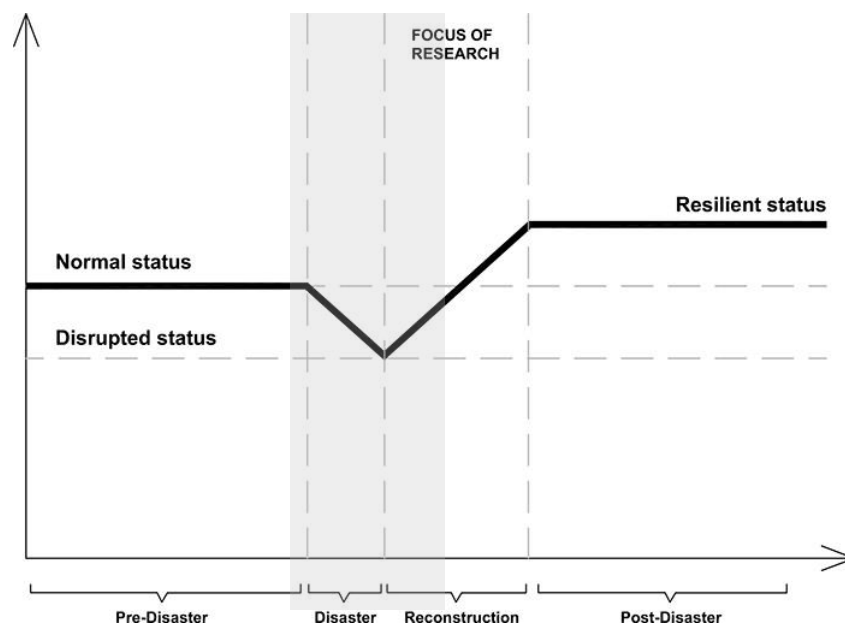 FOCUS OF
RESEARCH
Resilient status
Normal status
Disrupted status
Pre-Disaster
Disaster
Reconstruction
Post-Disaster